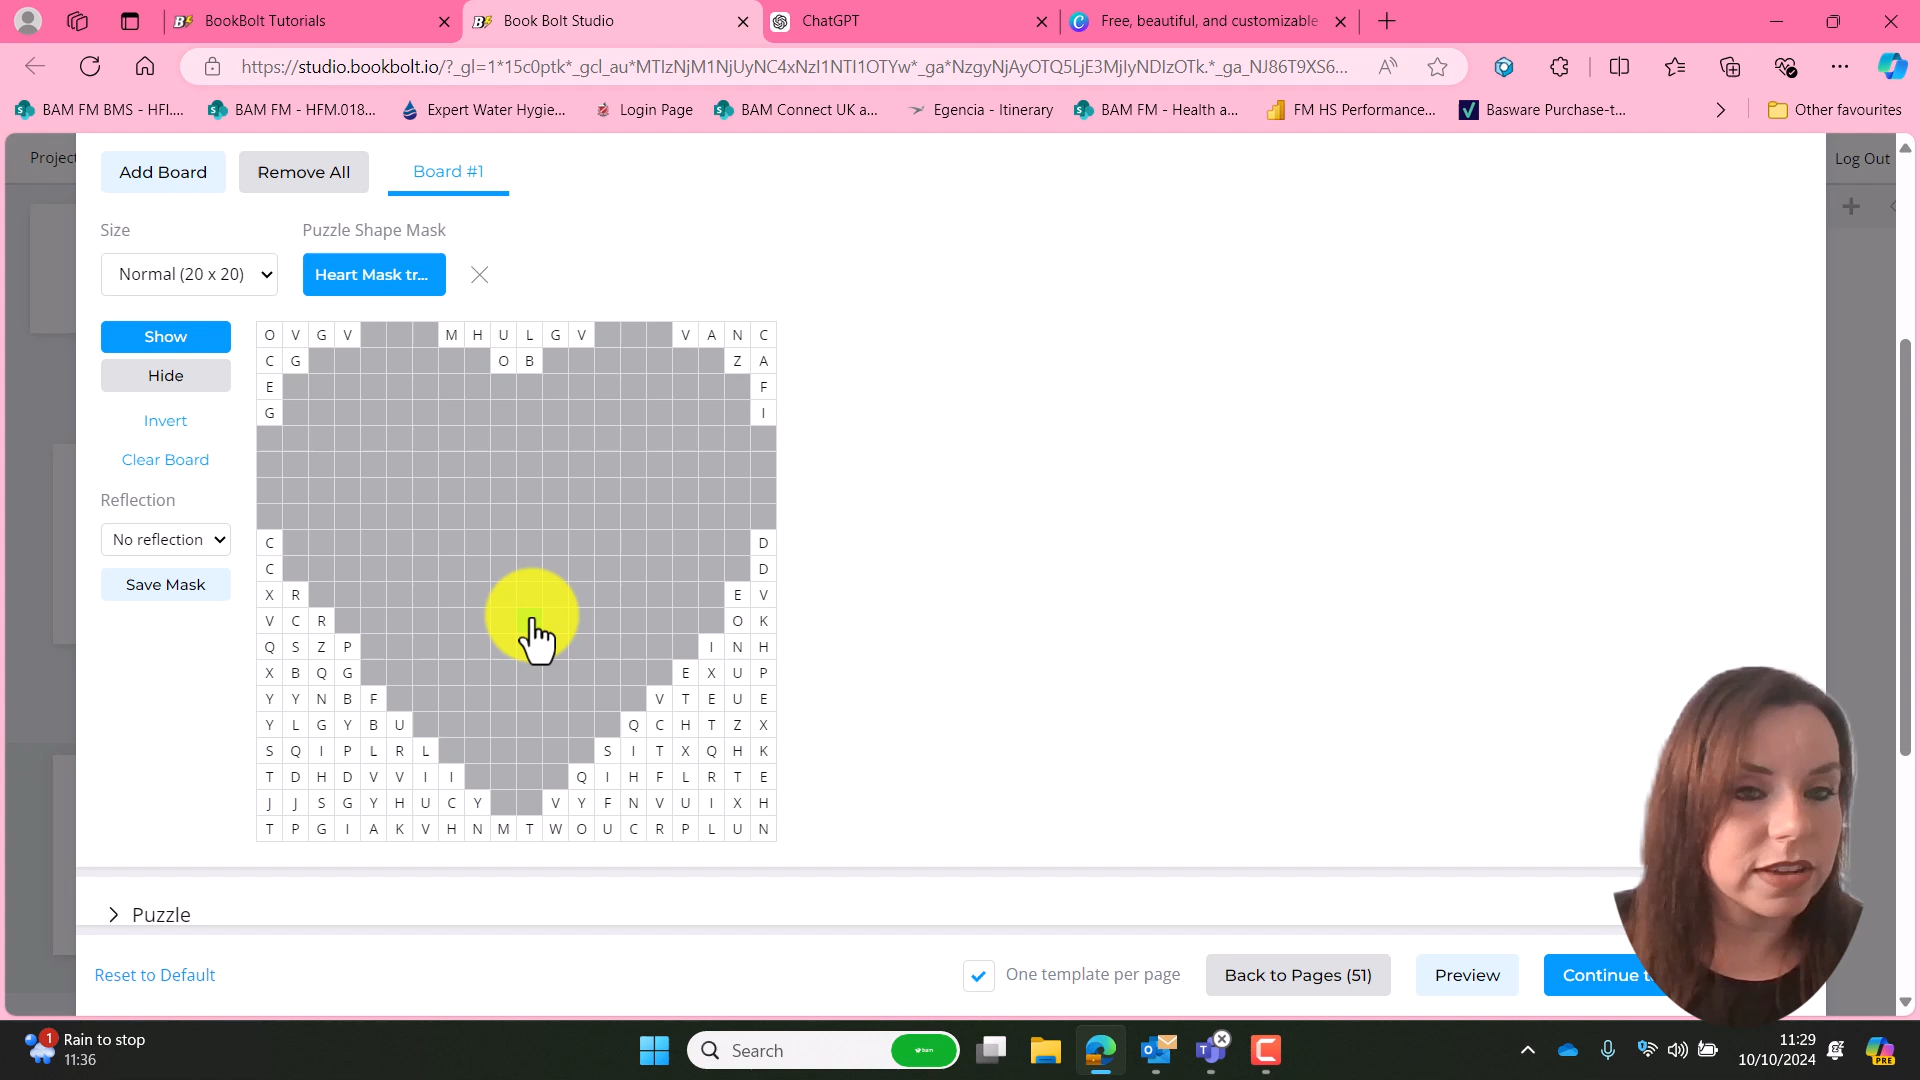 BookBolt Tutorials
Book Bolt Studio
ChatGPT
Free, beautiful, and customizable
https://studio.bookbolt.io/?_gl=1*15c0ptk*_gcl_au*MTIzNjM1NjUyNC4xNzI1NTI1OTYw*_ga*NzgyNjAyOTQ5LjE3MjIyNDIzOTk.*_ga_NJ86T9XS6...
BAM FM BMS - HFI....
BAM FM - HFM.018...
Expert Water Hygie...
Login Page
BAM Connect UK a...
Egencia - Itinerary
BAM FM - Health a...
FM HS Performance...
Basware Purchase-t...
Other favourites
Project
Log Out
Add Board
Remove All
Board #1
Size
Puzzle Shape Mask
Normal (20 x 20)
Heart Mask tr...
Show
Hide
Invert
Clear Board
Reflection
No reflection
Save Mask
O V G V M H U L G V V A N C
C G O B Z A
E F
G I
C D
C D
X R E V
V C R O K
Q S Z P I N H
X B Q G E X U P
Y Y N B F V T E U E
Y L G Y B U Q C H T Z X
S Q I P L R L S I T X Q H K
T D H D V V I I Q I H F L R T E
J J S G Y H U C Y V Y F N V U I X H
T P G I A K V H N M T W O U C R P L U N
Puzzle
Reset to Default
One template per page
Back to Pages (51)
Preview
Continue t
1
Rain to stop
11:36
Search
bam
11:29
10/10/2024
PRE